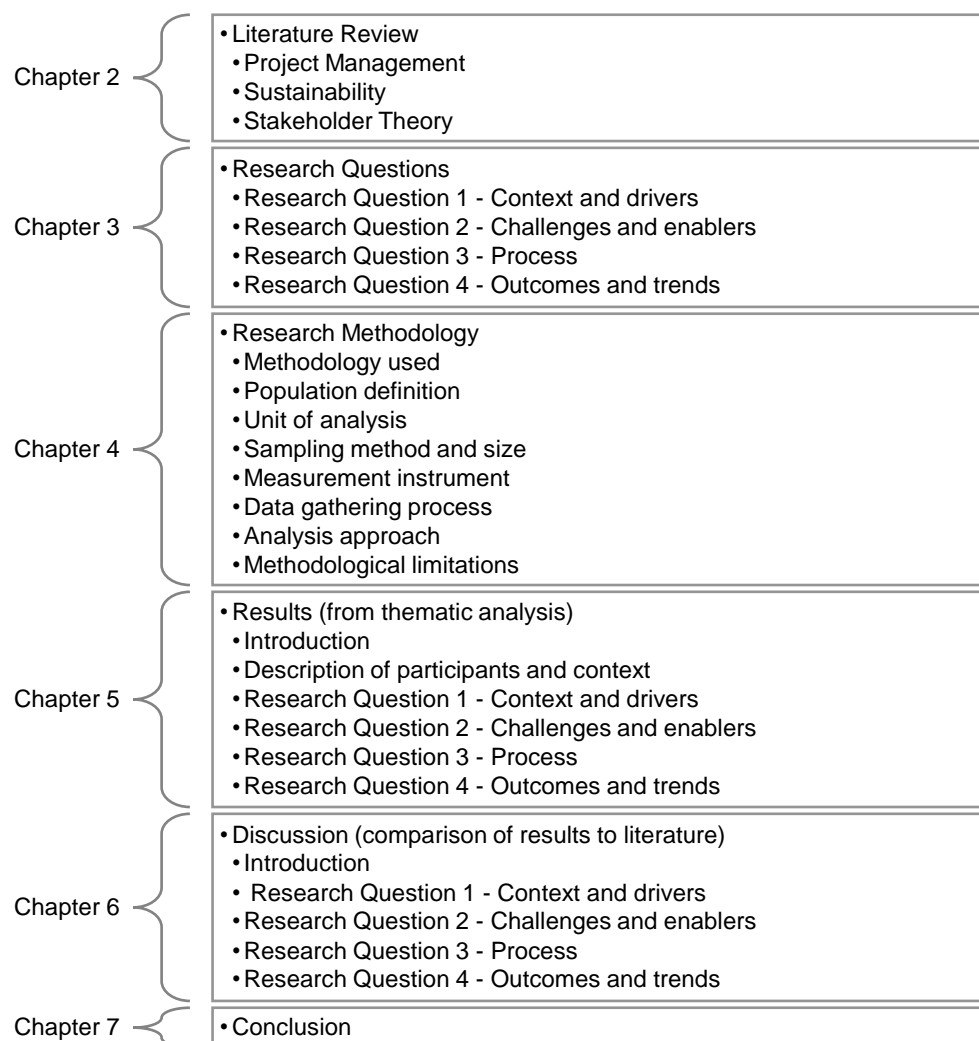 Chapter 2
• Literature Review
• Project Management
• Sustainability
• Stakeholder Theory
Chapter 3
• Research Questions
• Research Question 1 - Context and drivers
• Research Question 2 - Challenges and enablers
• Research Question 3 - Process
• Research Question 4 - Outcomes and trends
Chapter 4
• Research Methodology
• Methodology used
• Population definition
• Unit of analysis
• Sampling method and size
• Measurement instrument
• Data gathering process
• Analysis approach
• Methodological limitations
Chapter 5
• Results (from thematic analysis)
• Introduction
• Description of participants and context
• Research Question 1 - Context and drivers
• Research Question 2 - Challenges and enablers
• Research Question 3 - Process
• Research Question 4 - Outcomes and trends
Chapter 6
• Discussion (comparison of results to literature)
• Introduction
• Research Question 1 - Context and drivers
• Research Question 2 - Challenges and enablers
• Research Question 3 - Process
• Research Question 4 - Outcomes and trends
Chapter 7
• Conclusion